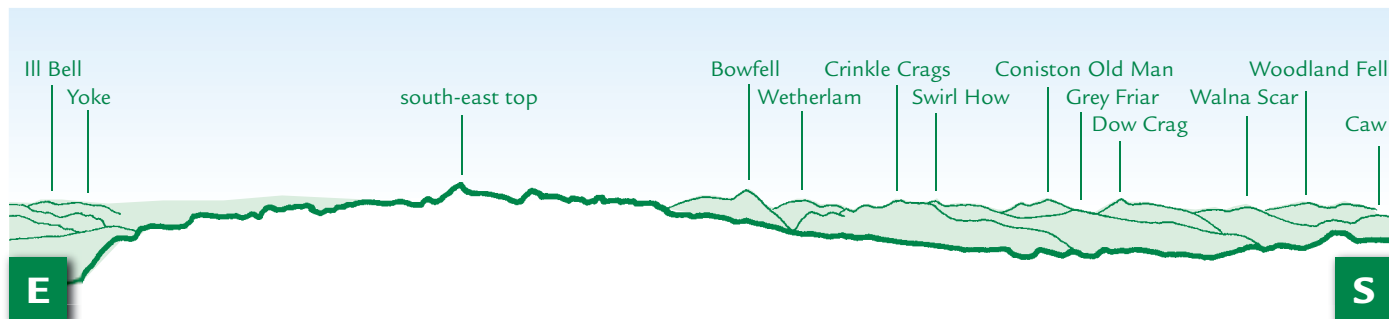 Ill Bell
Bowfell
Crinkle Crags
Coniston Old Man
Woodland Fell
Yoke
south-east top
Wetherlam
Swirl How
Grey Friar
Walna Scar
Dow Crag
Caw
E
S